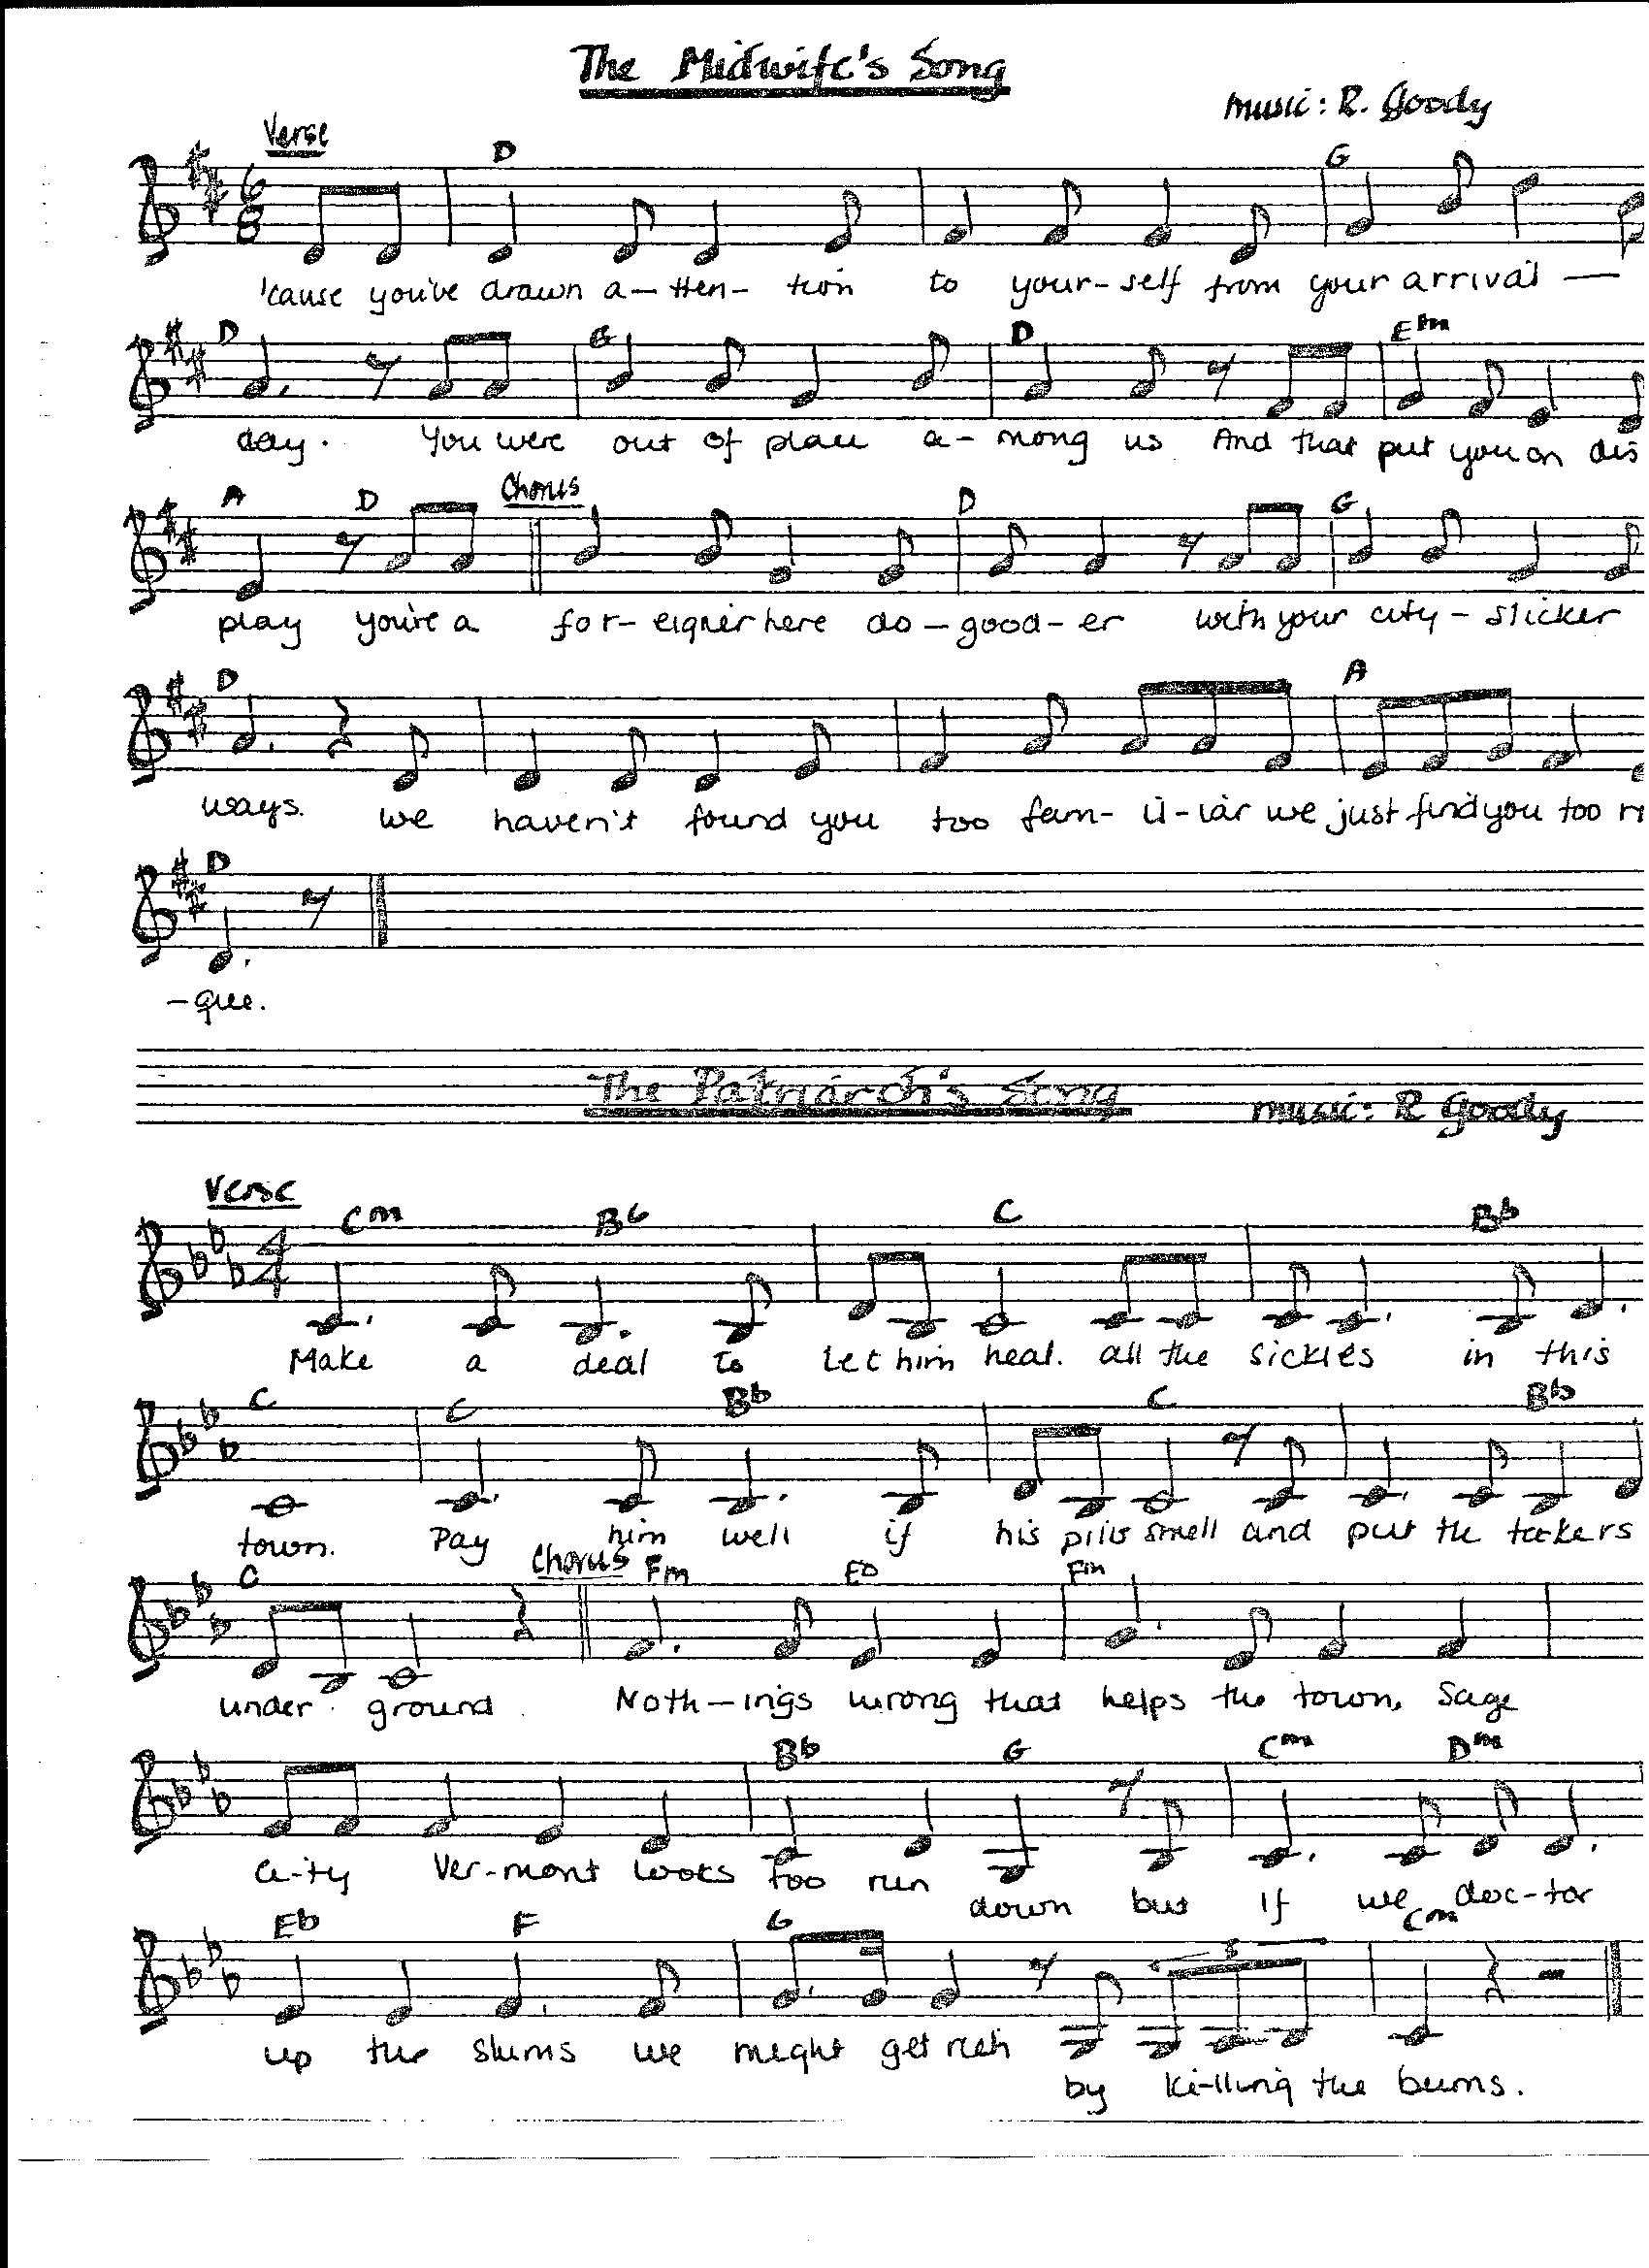 The Midwife's Song
music: R. Goody
Verse
D G
6
8
'cause you've drawn a-tten-tion to your-self from your arrival —
D G D Em
day. You were out of place a-mong us And that put you on dis
A D Chorus D G
play you're a for-eigner here do-good-er with your city-slicker
D A
ways. we haven't found you too fam-il-iar we just find you too
D
-que.
The Patriarch's Song
music: R Goody
Verse
Cm Bb C Bb
4
4
Make a deal to let him heal. all the sickies in this
C C Bb C Bb
town. Pay him well if his pills smell and put the
C Chorus Fm Eb Fm
under ground Noth-ings wrong that helps the town, Sage
Bb G Cm Dm
Ci-ty Ver-mont looks too run down but If we doc-tor
Eb F G 3 Cm
up the slums we might get rich by ki-lling the bums.